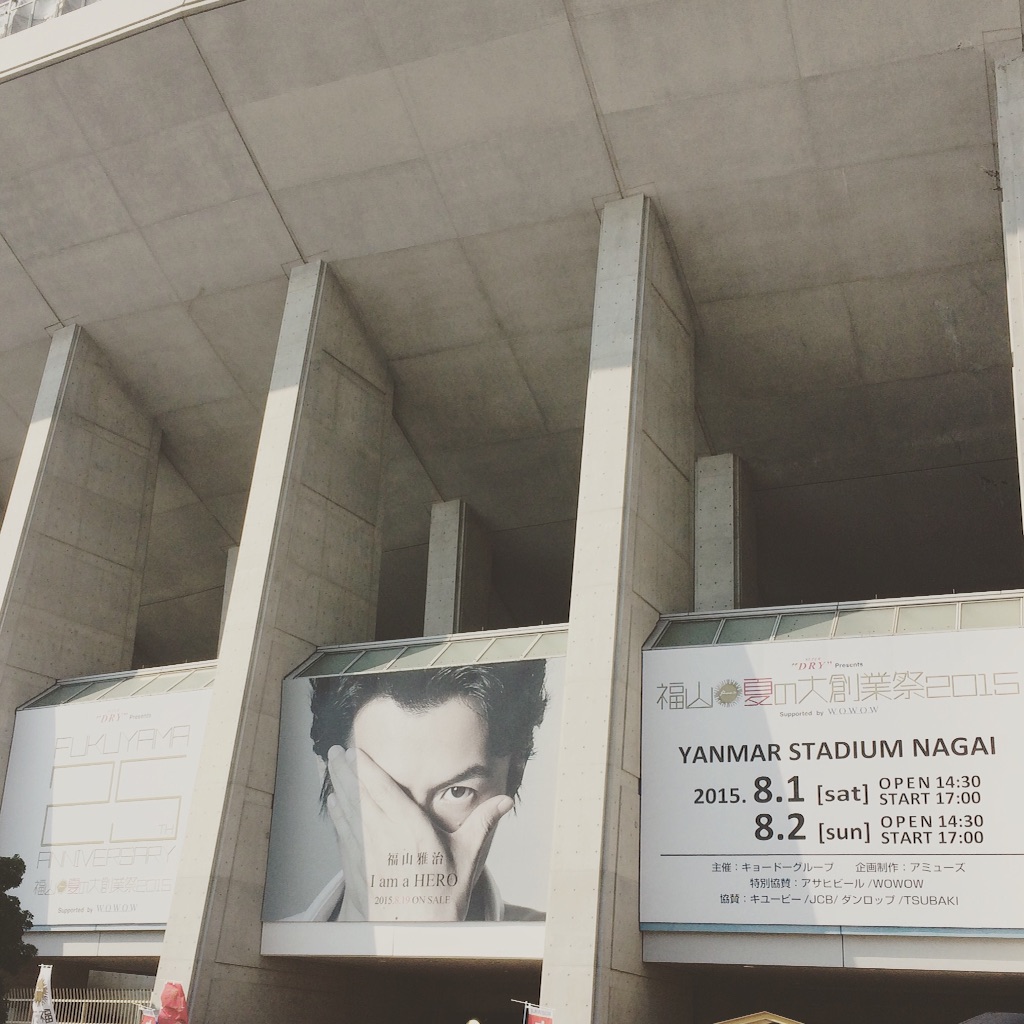 "DRY" Presents
FUKUYAMA
25
TH
ANNIVERSARY
福山夏の大創業祭2015
Supported by WOWOW
福山雅治
I am a HERO
2015.8.19 ON SALE
"DRY" Presents
福山夏の大創業祭2015
Supported by WOWOW
YANMAR STADIUM NAGAI
2015. 8.1 [sat] OPEN 14:30
START 17:00
8.2 [sun] OPEN 14:30
START 17:00
主催：キョードーグループ 企画制作：アミューズ
特別協賛：アサヒビール/WOWOW
協賛：キユーピー/JCB/ダンロップ/TSUBAKI